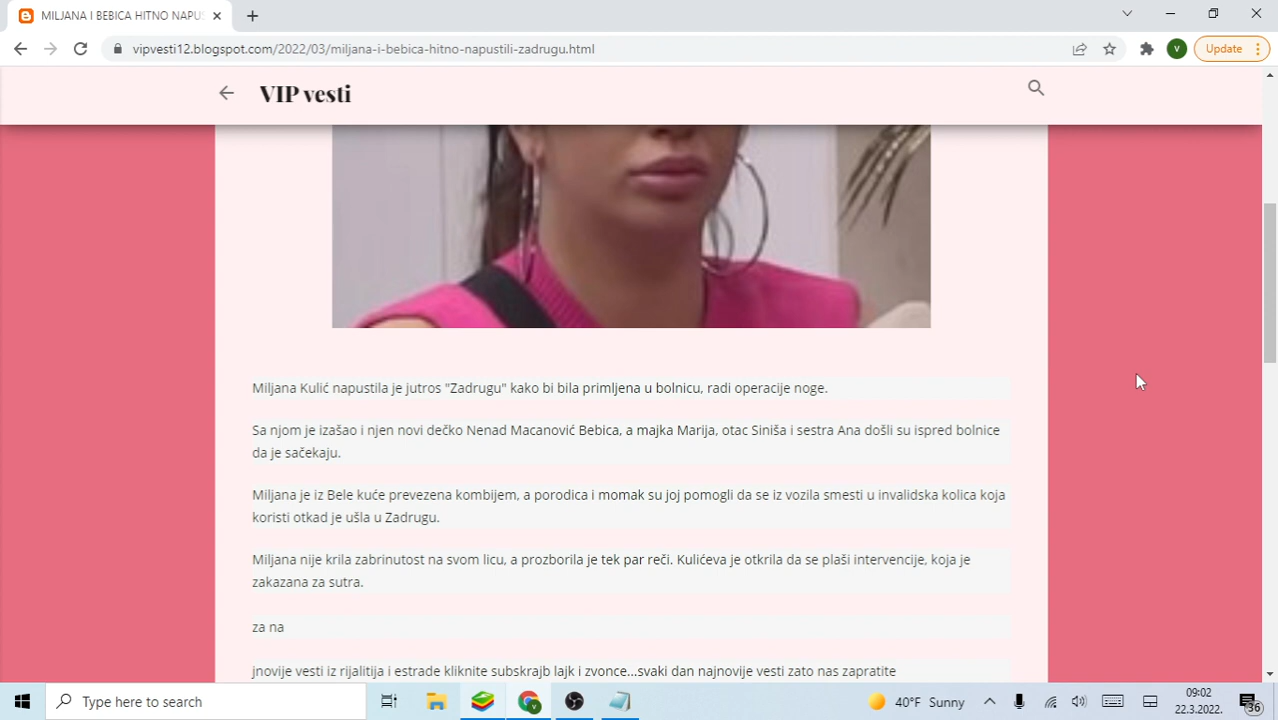 MILJANA I BEBICA HITNO NAPU
vipvesti12.blogspot.com/2022/03/miljana-i-bebica-hitno-napustili-zadrugu.html
V
Update
VIP vesti
Miljana Kulić napustila je jutros "Zadrugu" kako bi bila primljena u bolnicu, radi operacije noge.
Sa njom je izašao i njen novi dečko Nenad Macanović Bebica, a majka Marija, otac Siniša i sestra Ana došli su ispred bolnice
da je sačekaju.
Miljana je iz Bele kuće prevezena kombijem, a porodica i momak su joj pomogli da se iz vozila smesti u invalidska kolica koja
koristi otkad je ušla u Zadrugu.
Miljana nije krila zabrinutost na svom licu, a prozborila je tek par reči. Kulićeva je otkrila da se plaši intervencije, koja je
zakazana za sutra.
za na
jnovije vesti iz rijalitija i estrade kliknite subskrajb lajk i zvonce...svaki dan najnovije vesti zato nas zapratite
Type here to search
40°F Sunny
09:02
22.3.2022.
36